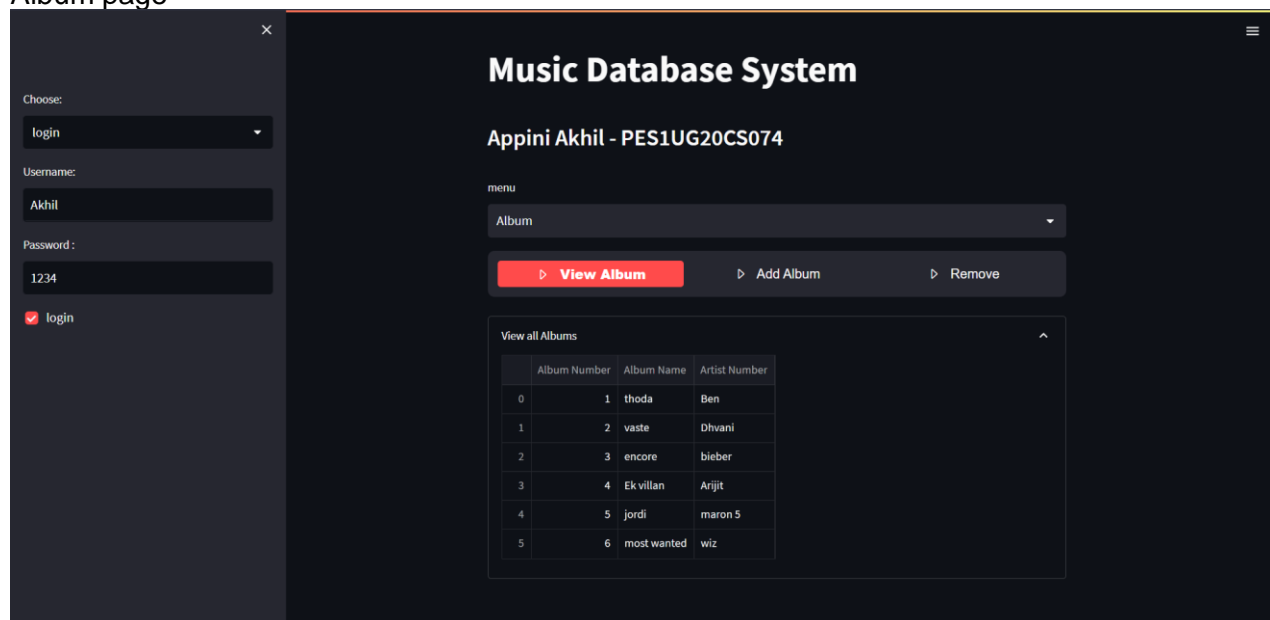 Album page
Choose:
login
Username:
Akhil
Password :
1234
login
Music Database System
Appini Akhil - PES1UG20CS074
menu
Album
View Album Add Album Remove
View all Albums
Album Number Album Name Artist Number
0 1 thoda Ben
1 2 vaste Dhvani
2 3 encore bieber
3 4 Ek villan Arijit
4 5 jordi maron 5
5 6 most wanted wiz